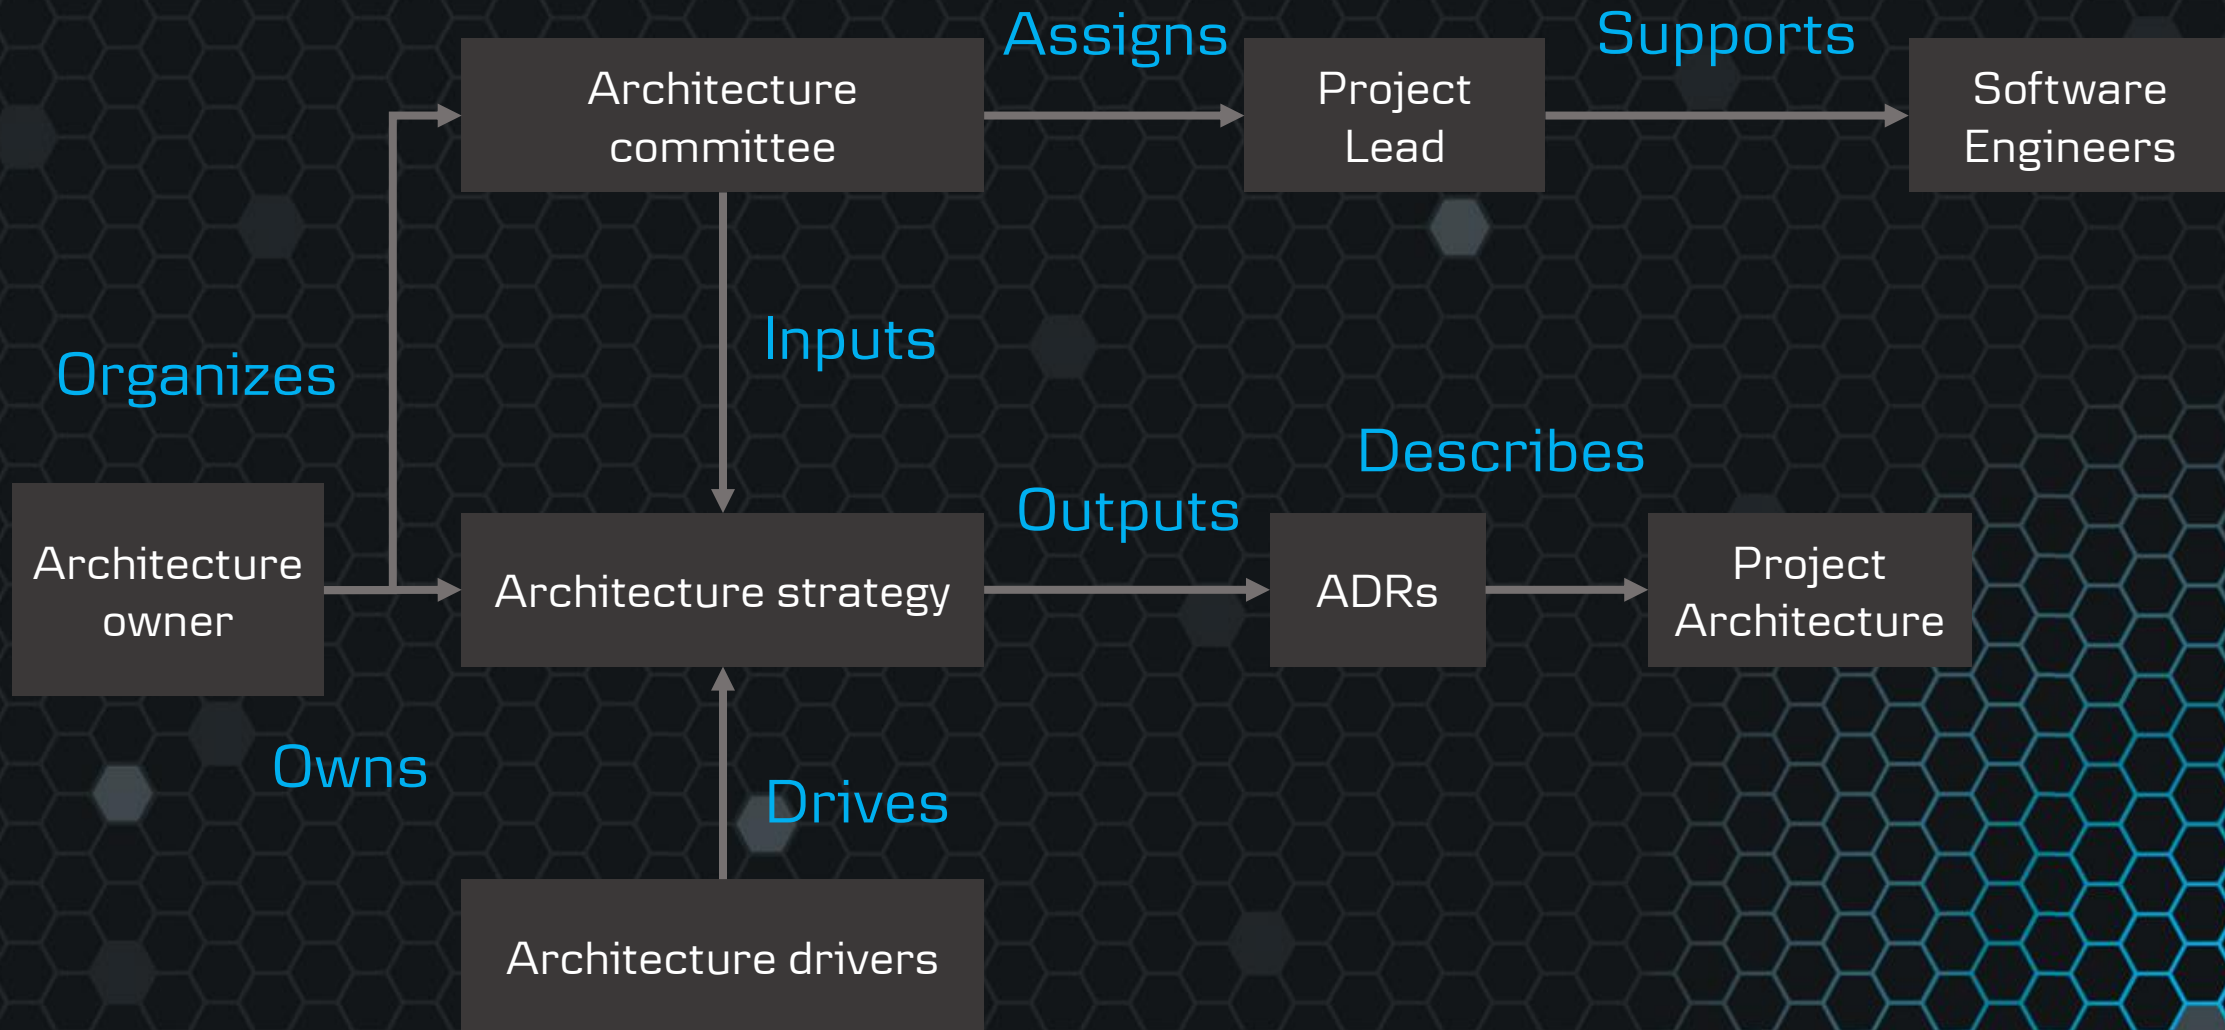 Assigns
Supports
Architecture
committee
Project
Lead
Software
Engineers
Organizes
Inputs
Describes
Outputs
Architecture
owner
Architecture strategy
ADRs
Project
Architecture
Owns
Drives
Architecture drivers